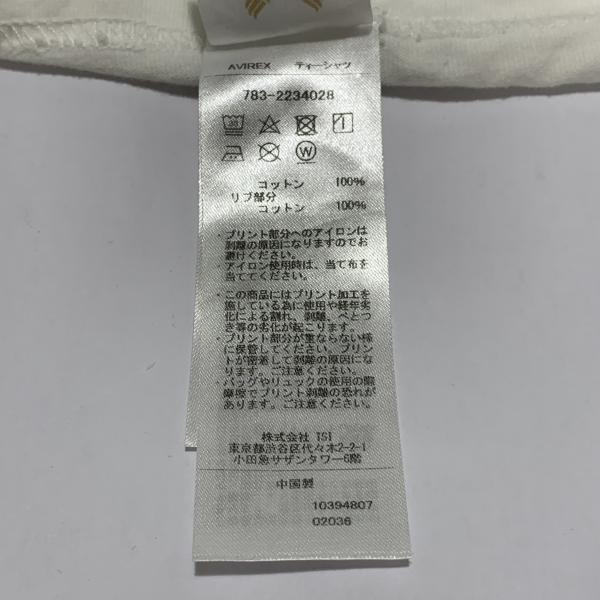 AVIREX ティーシャツ
783-2234028
コットン 100%
リブ部分
コットン 100%
・プリント部分へのアイロンは
剥離の原因になりますのでお
避けください。
・アイロン使用時は、当て布を
当ててください。
・この商品にはプリント加工を
施している為に使用や経年劣
化による割れ、剥離、べとつ
き等の劣化が起こります。
・プリント部分が重ならない様
に保管してください。プリン
トが密着して剥離の原因にな
ります。ご注意ください。
・バッグやリュックの使用の際
摩擦でプリント剥離の恐れが
あります。ご注意ください。
株式会社 TSI
東京都渋谷区代々木2-2-1
小田急サザンタワー6階
中国製
10394807
02036